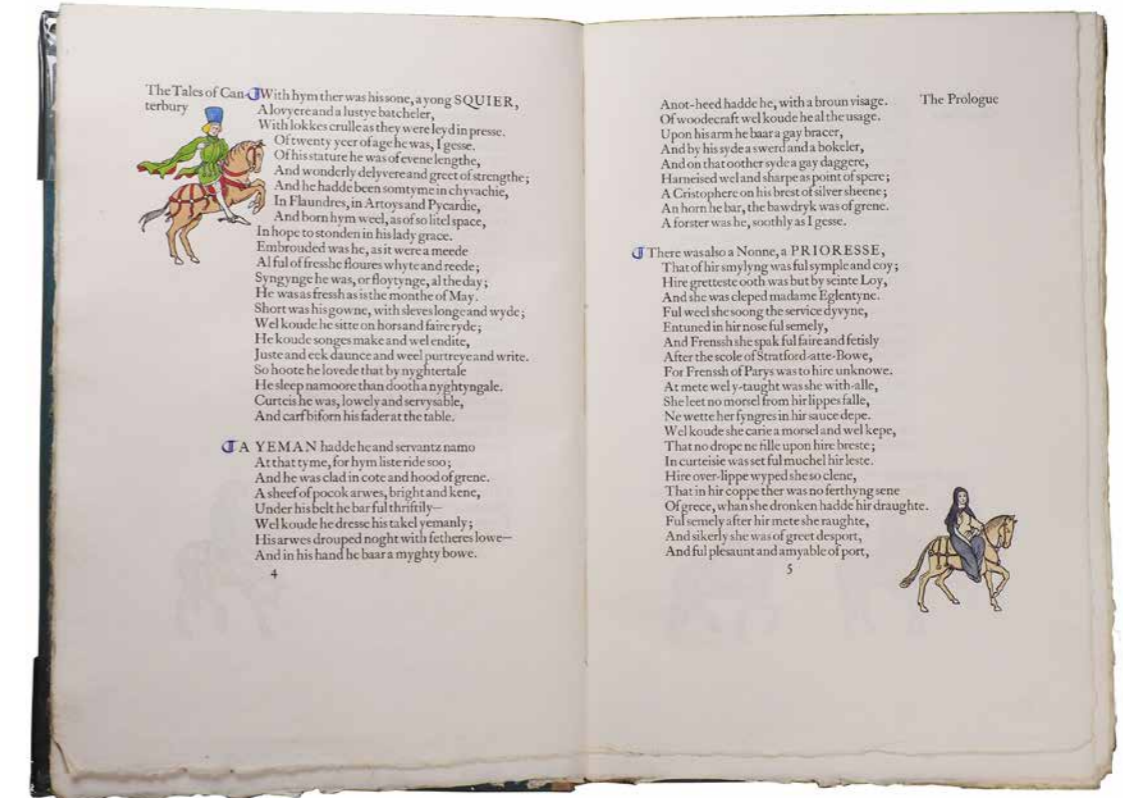 The Tales of Can-
terbury
With hym ther was his sone, a yong SQUIER,
A lovyere and a lustye batcheler,
With lokkes crulle as they were leyd in presse.
Of twenty yeer of age he was, I gesse.
Of his stature he was of evene lengthe,
And wonderly delyvere and greet of strengthe;
And he hadde been somtyme in chyvachie,
In Flaundres, in Artoys and Pycardie,
And born hym weel, as of so litel space,
In hope to stonden in his lady grace.
Embrouded was he, as it were a meede
Al ful of fresshe floures whyte and reede;
Syngynge he was, or floytynge, al the day;
He was as fressh as is the monthe of May.
Short was his gowne, with sleves longe and wyde;
Wel koude he sitte on hors and faire ryde;
He koude songes make and wel endite,
Juste and eek daunce and weel purtreye and write.
So hoote he lovede that by nyghtertale
He sleep namoore than dooth a nyghtyngale.
Curteis he was, lowely and servysable,
And carf biforn his fader at the table.
A YEMAN hadde he and servantz namo
At that tyme, for hym liste ride soo;
And he was clad in cote and hood of grene.
A sheef of pocok arwes, bright and kene,
Under his belt he bar ful thriftily—
Wel koude he dresse his takel yemanly;
His arwes drouped noght with fetheres lowe—
And in his hand he baar a myghty bowe.
4
The Prologue
Anot-heed hadde he, with a broun visage.
Of woodecraft wel koude he al the usage.
Upon his arm he baar a gay bracer,
And by his syde a swerd and a bokeler,
And on that oother syde a gay daggere,
Harneised wel and sharpe as point of spere;
A Cristophere on his brest of silver sheene;
An horn he bar, the bawdryk was of grene.
A forster was he, soothly as I gesse.
There was also a Nonne, a PRIORESSE,
That of hir smylyng was ful symple and coy;
Hire gretteste ooth was but by seinte Loy,
And she was cleped madame Eglentyne.
Ful weel she soong the service dyvyne,
Entuned in hir nose ful semely,
And Frenssh she spak ful faire and fetisly
After the scole of Stratford-atte-Bowe,
For Frenssh of Parys was to hire unknowe.
At mete wel y-taught was she with-alle,
She leet no morsel from hir lippes falle,
Ne wette her fyngres in hir sauce depe.
Wel koude she carie a morsel and wel kepe,
That no drope ne fille upon hire breste;
In curteisie was set ful muchel hir leste.
Hire over-lippe wyped she so clene,
That in hir coppe ther was no ferthyng sene
Of grece, whan she dronken hadde hir draughte.
Ful semely after hir mete she raughte,
And sikerly she was of greet desport,
And ful plesaunt and amyable of port,
5